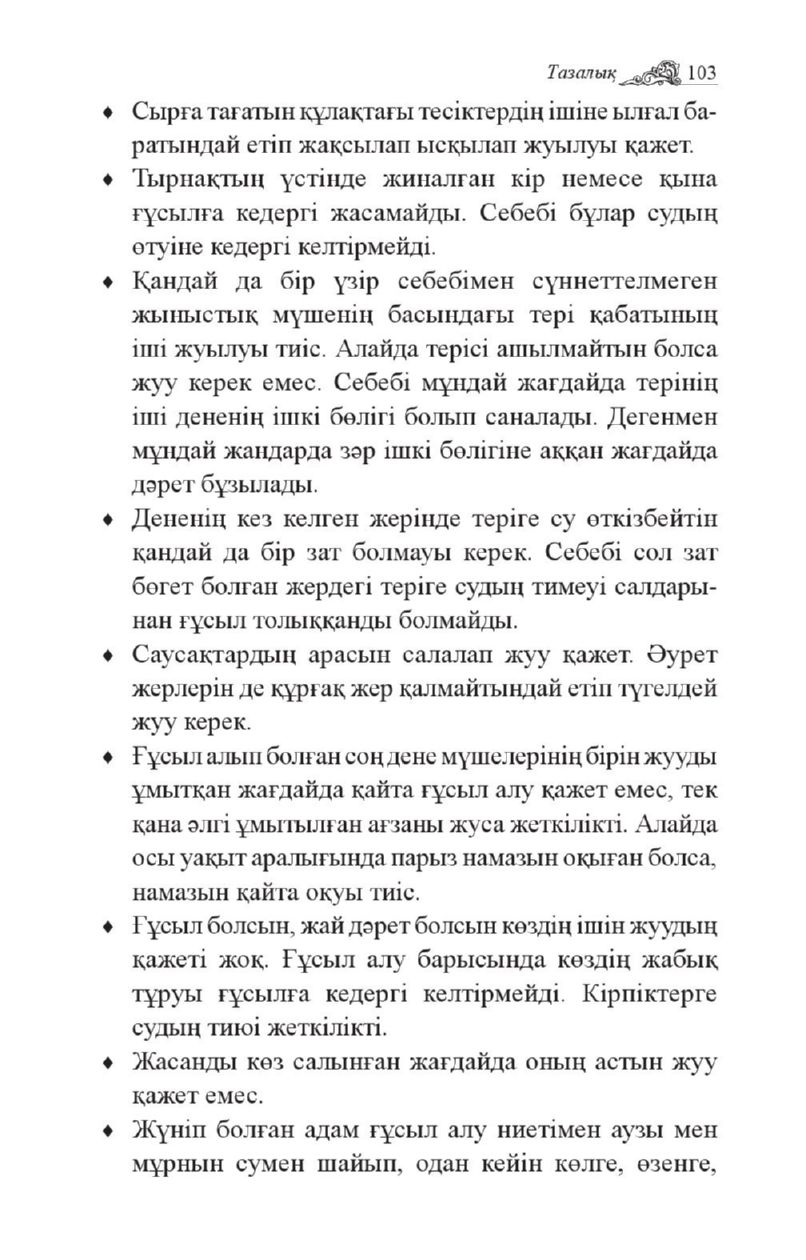 Тазалық 103
♦ Сырға тағатын құлақтағы тесіктердің ішіне ылғал ба-
ратындай етіп жақсылап ысқылап жуылуы қажет.
♦ Тырнақтың үстінде жиналған кір немесе қына
ғұсылға кедергі жасамайды. Себебі бұлар судың
өтуіне кедергі келтірмейді.
♦ Қандай да бір үзір себебімен сүннеттелмеген
жыныстық мүшенің басындағы тері қабатының
іші жуылуы тиіс. Алайда терісі ашылмайтын болса
жуу керек емес. Себебі мұндай жағдайда терінің
іші дененің ішкі бөлігі болып саналады. Дегенмен
мұндай жандарда зәр ішкі бөлігіне аққан жағдайда
дәрет бұзылады.
♦ Дененің кез келген жерінде теріге су өткізбейтін
қандай да бір зат болмауы керек. Себебі сол зат
бөгет болған жердегі теріге судың тимеуі салдары-
нан ғұсыл толыққанды болмайды.
♦ Саусақтардың арасын салалап жуу қажет. Әурет
жерлерін де құрғақ жер қалмайтындай етіп түгелдей
жуу керек.
♦ Ғұсыл алып болған соң дене мүшелерінің бірін жууды
ұмытқан жағдайда қайта ғұсыл алу қажет емес, тек
қана әлгі ұмытылған ағзаны жуса жеткілікті. Алайда
осы уақыт аралығында парыз намазын оқыған болса,
намазын қайта оқуы тиіс.
♦ Ғұсыл болсын, жай дәрет болсын көздің ішін жуудың
қажеті жоқ. Ғұсыл алу барысында көздің жабық
тұруы ғұсылға кедергі келтірмейді. Кірпіктерге
судың тиюі жеткілікті.
♦ Жасанды көз салынған жағдайда оның астын жуу
қажет емес.
♦ Жүніп болған адам ғұсыл алу ниетімен аузы мен
мұрнын сумен шайып, одан кейін көлге, өзенге,